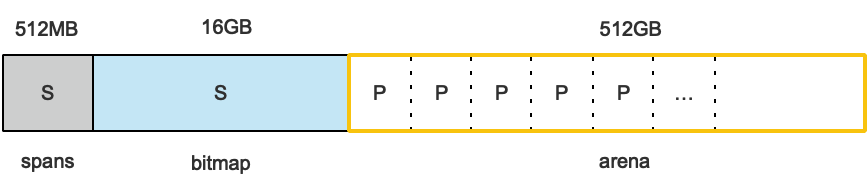 512MB 16GB 512GB
S S P P P P P ...
spans bitmap arena